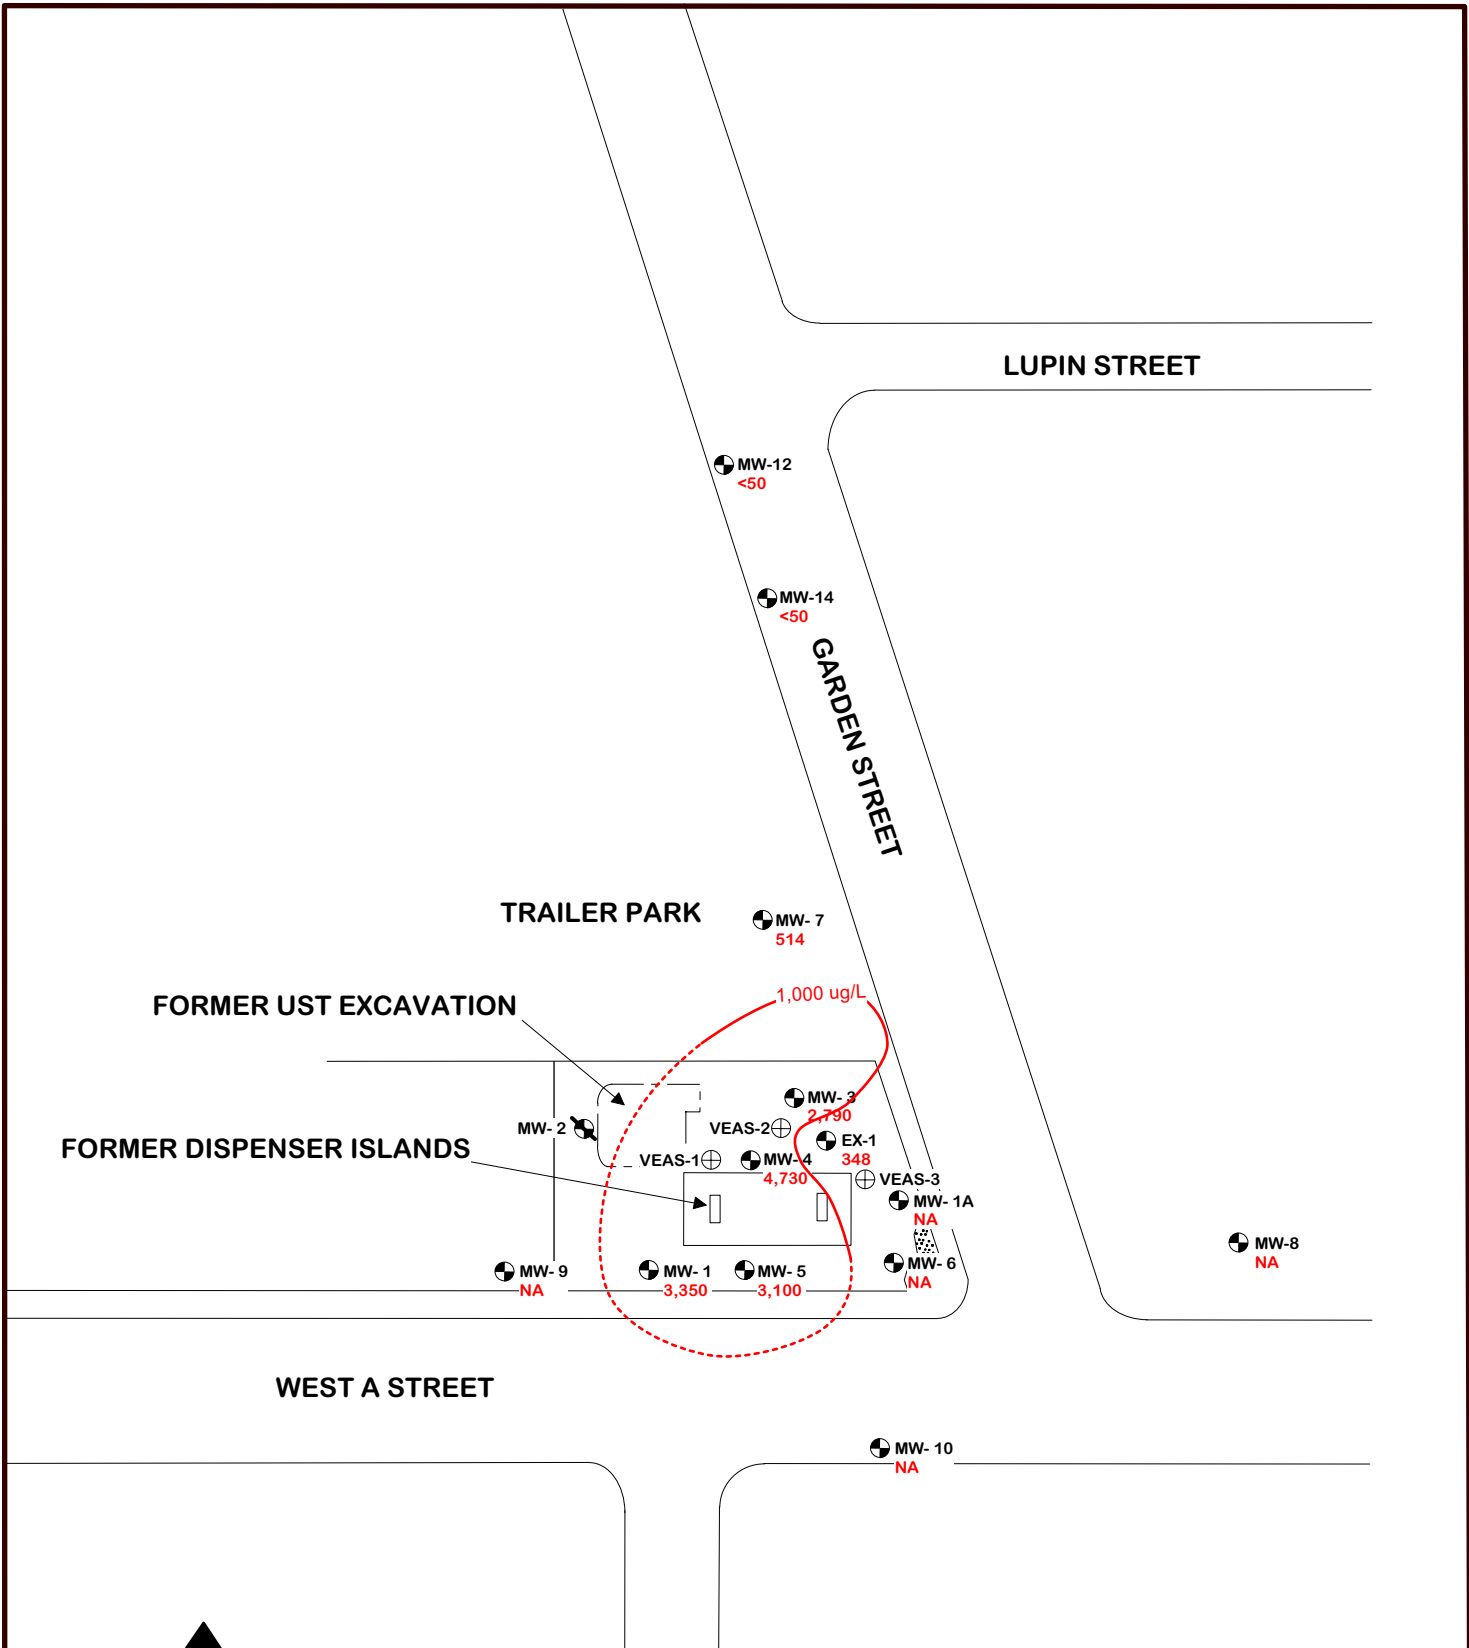 LUPIN STREET
MW-12
<50
MW-14
<50
GARDEN STREET
TRAILER PARK
MW- 7
514
1,000 ug/L
FORMER UST EXCAVATION
MW- 3
2,790
MW- 2
VEAS-2
EX-1
348
FORMER DISPENSER ISLANDS
VEAS-1
MW- 4
4,730
VEAS-3
MW- 1A
NA
MW- 6
NA
MW-8
NA
MW- 9
NA
MW- 1
3,350
MW- 5
3,100
WEST A STREET
MW- 10
NA